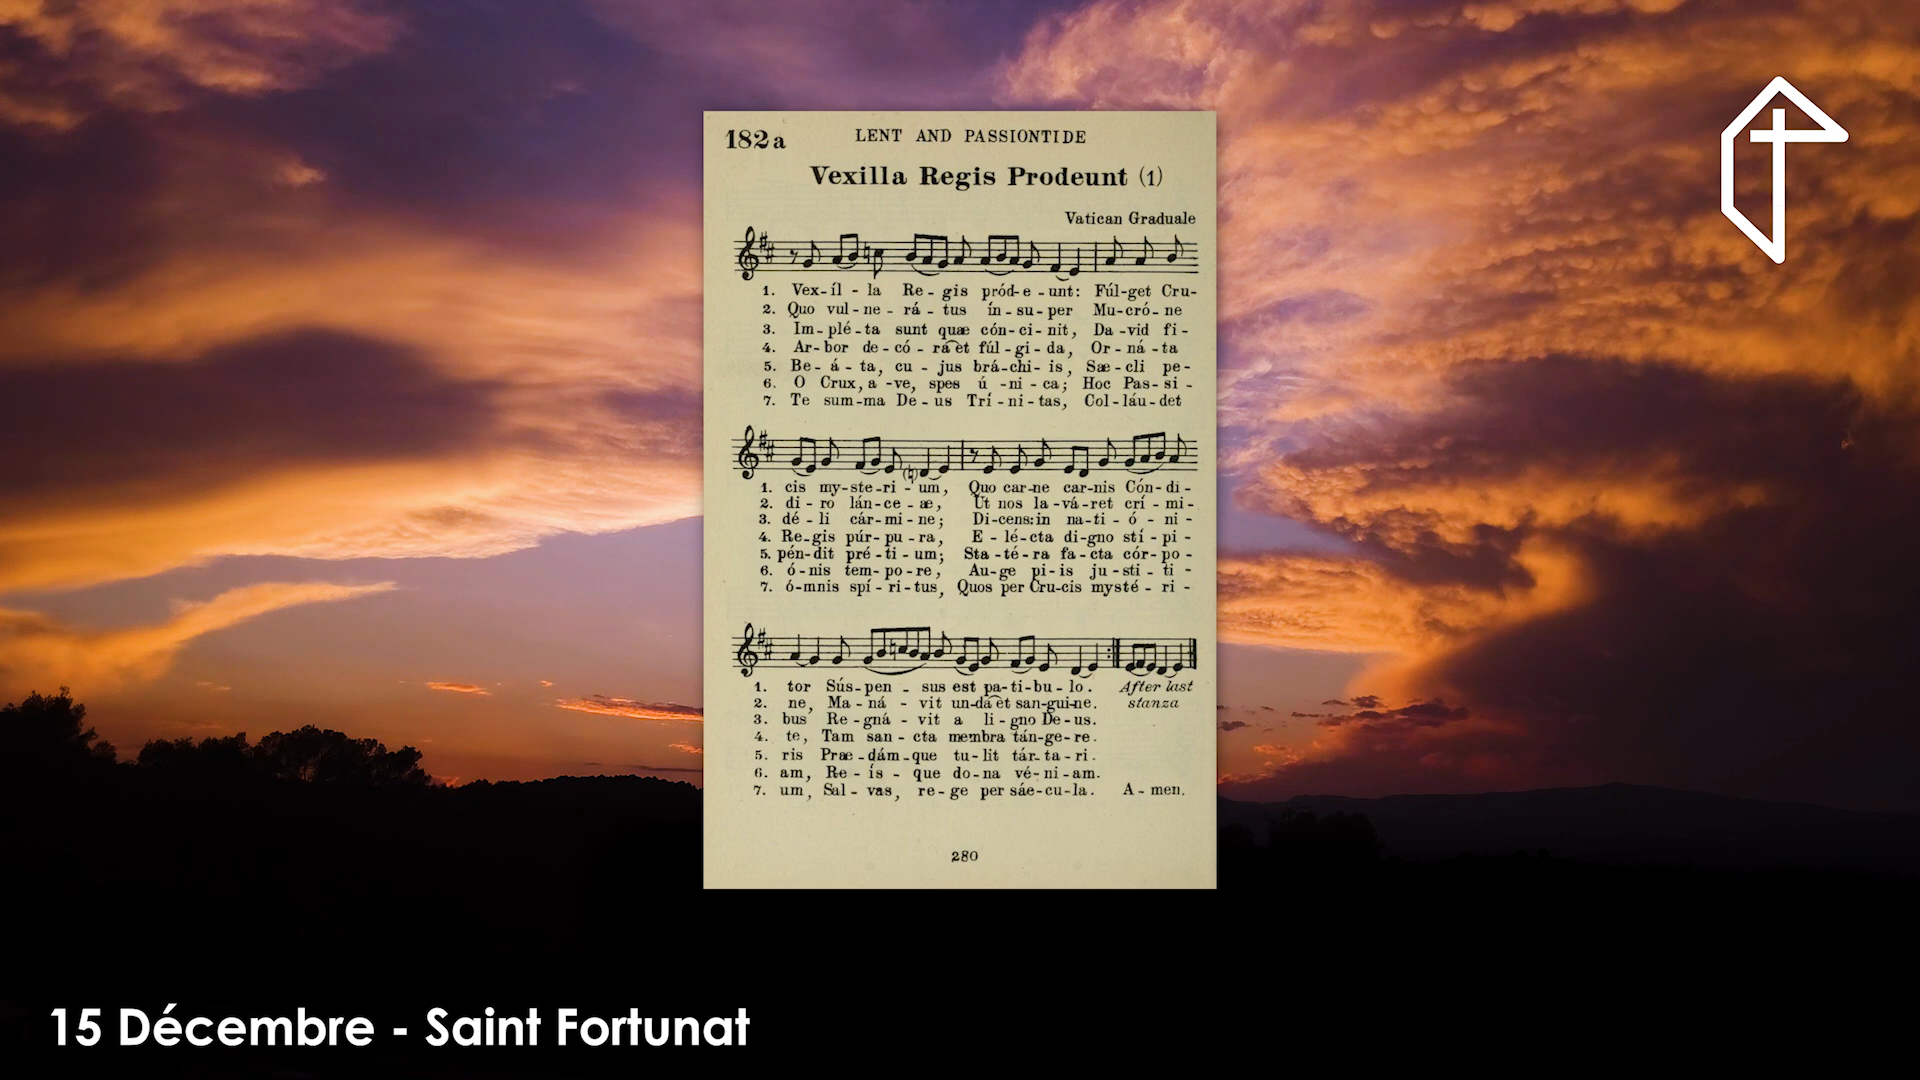 182a
LENT AND PASSIONTIDE
Vexilla Regis Prodeunt (1)
Vatican Graduale
1. Vex-íl - la Re - gis pród-e -unt: Fúl-get Cru-
2. Quo vul - ne - rá - tus ín - su - per Mu-cró - ne
3. Im - plé - ta sunt quæ cón - ci - nit, Da - vid fi -
4. Ar - bor de - có - ra et fúl - gi - da, Or - ná - ta
5. Be - á - ta, cu - jus brá-chi - is, Sæ - cli pe -
6. O Crux, a -ve, spes ú - ni - ca; Hoc Pas - si -
7. Te sum-ma De - us Trí - ni - tas, Col - láu - det
1. cis my-ste-ri - um, Quo car-ne car-nis Cón-di -
2. di - ro lán-ce - æ, Ut nos la -vá-ret crí - mi -
3. dé - li cár-mi - ne; Di-cens: in na-ti - ó - ni -
4. Re-gis púr-pu - ra, E - lé-cta di-gno stí - pi -
5. pén-dit pré-ti - um; Sta-té-ra fa-cta cór-po -
6. ó-nis tem-po-re, Au-ge pi-is ju-sti - ti -
7. ó-mnis spí-ri-tus, Quos per Cru-cis mysté - ri -
1. tor Sús-pen - sus est pa-ti-bu-lo. After last
2. ne, Ma - ná - vit un-da et san-gui-ne. stanza
3. bus Re - gná - vit a li - gno De-us.
4. te, Tam san - cta membra tán-ge-re.
5. ris Præ-dám-que tu - lit tár-ta-ri.
6. am, Re - ís - que do-na vé-ni-am.
7. um, Sal - vas, re - ge per sáe-cu-la. A - men.
280
15 Décembre - Saint Fortunat